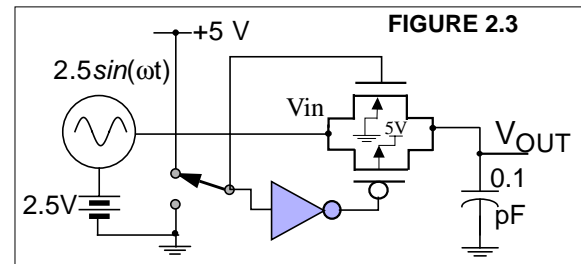 FIGURE 2.3
+5 V
2.5sin(ωt)
Vin
5V
VOUT
2.5V
0.1
pF